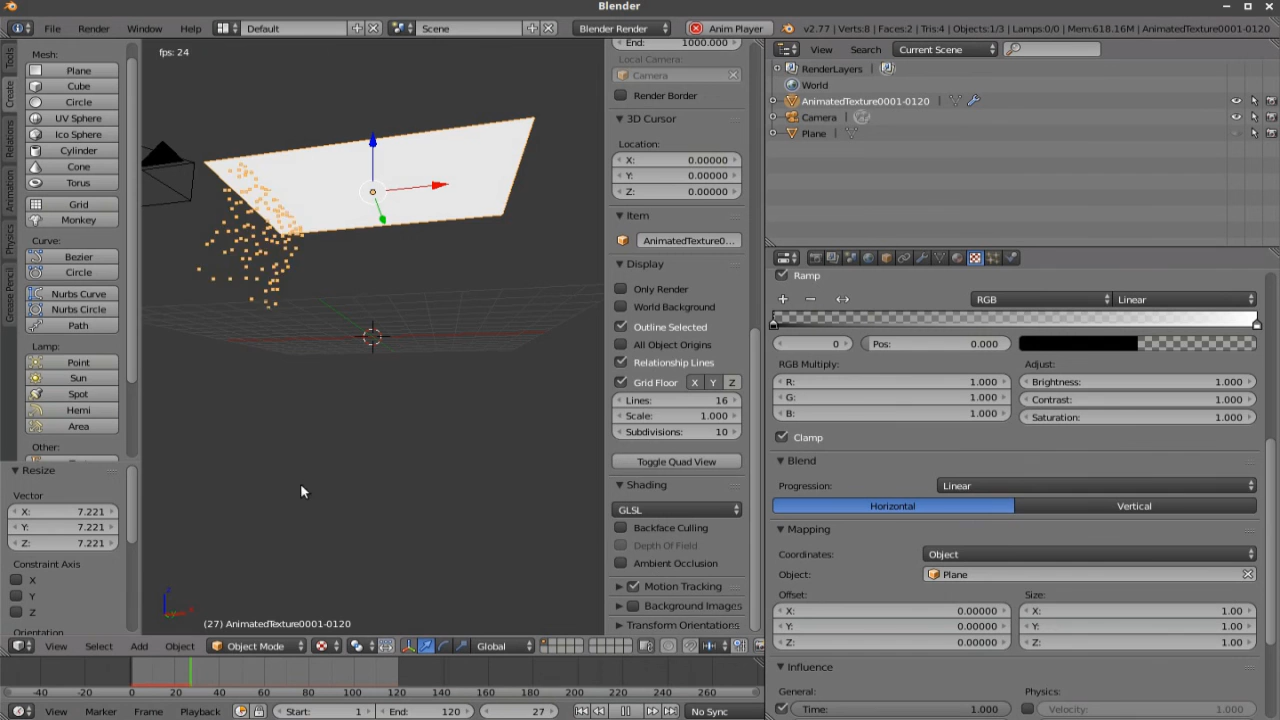 Blender
File Render Window Help Default Scene Blender Render Anim Player v2.77 | Verts:8 | Faces:2 | Tris:4 | Objects:1/3 | Lamps:0/0 | Mem:618.16M | AnimatedTexture0001-0120
Tools
Create
Relations
Animation
Physics
Grease Pencil
Mesh:
Plane
Cube
Circle
UV Sphere
Ico Sphere
Cylinder
Cone
Torus
Grid
Monkey
Curve:
Bezier
Circle
Nurbs Curve
Nurbs Circle
Path
Lamp:
Point
Sun
Spot
Hemi
Area
Other:
Resize
Vector
X: 7.221
Y: 7.221
Z: 7.221
Constraint Axis
X
Y
Z
Orientation
fps: 24
(27) AnimatedTexture0001-0120
End: 1000.000
Local Camera:
Camera
Render Border
3D Cursor
Location:
X: 0.00000
Y: 0.00000
Z: 0.00000
Item
AnimatedTexture0...
Display
Only Render
World Background
Outline Selected
All Object Origins
Relationship Lines
Grid Floor X Y Z
Lines: 16
Scale: 1.000
Subdivisions: 10
Toggle Quad View
Shading
GLSL
Backface Culling
Depth Of Field
Ambient Occlusion
Motion Tracking
Background Images
Transform Orientations
View Search Current Scene
RenderLayers
World
AnimatedTexture0001-0120
Camera
Plane
Ramp
RGB Linear
0 Pos: 0.000
RGB Multiply: Adjust:
R: 1.000 Brightness: 1.000
G: 1.000 Contrast: 1.000
B: 1.000 Saturation: 1.000
Clamp
Blend
Progression: Linear
Horizontal Vertical
Mapping
Coordinates: Object
Object: Plane
Offset: Size:
X: 0.00000 X: 1.00
Y: 0.00000 Y: 1.00
Z: 0.00000 Z: 1.00
Influence
General: Physics:
Time: 1.000 Velocity: 1.000
View Select Add Object Object Mode Global
-40 -20 0 20 40 60 80 100 120 140 160 180 200 220 240 260
View Marker Frame Playback Start: 1 End: 120 27 No Sync